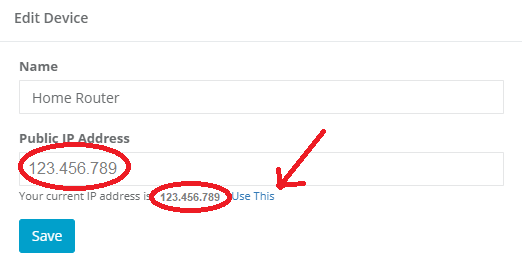 Edit Device
Name
Home Router
Public IP Address
123.456.789
Your current IP address is 123.456.789 Use This
Save